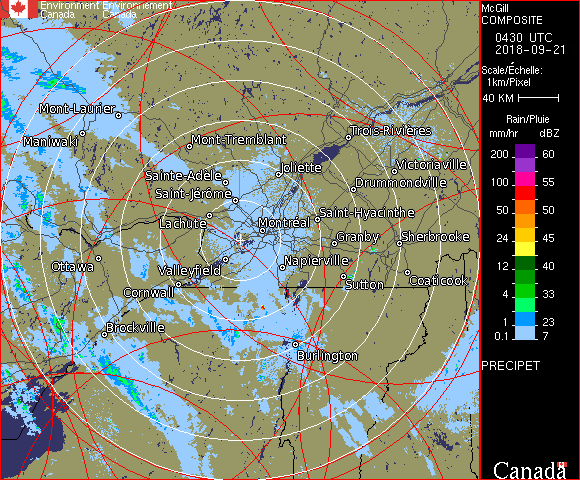 Environment Environnement
Canada Canada
McGill
COMPOSITE
0430 UTC
2018-09-21
Scale/Échelle:
1km/Pixel
40 KM
Rain/Pluie
mm/hr dBZ
200 60
100 55
50 50
24 45
12 40
4 33
1 23
0.1 7
PRECIPET
Canada
Mont-Laurier
Maniwaki
Mont-Tremblant
Trois-Rivières
Sainte-Adèle
Joliette
Victoriaville
Saint-Jérôme
Drummondville
Lachute
Montréal
Saint-Hyacinthe
Granby
Sherbrooke
Ottawa
Valleyfield
Napierville
Cornwall
Sutton
Coaticook
Brockville
Burlington